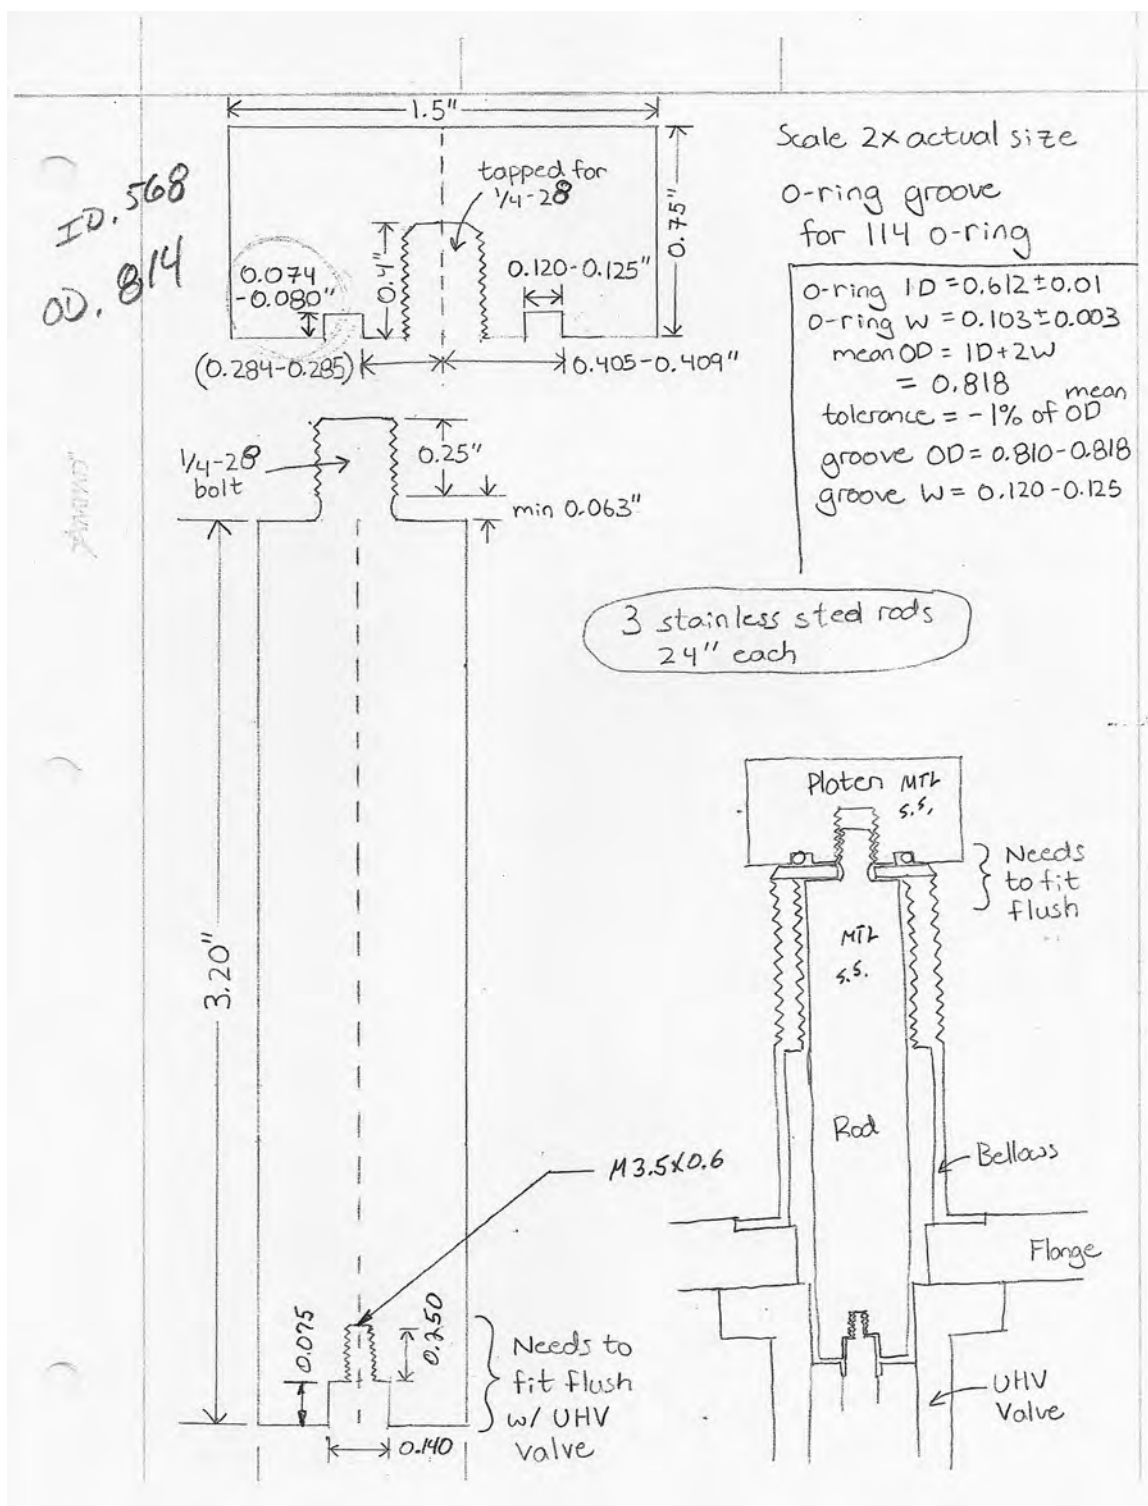 1.5"
Scale 2x actual size
O-ring groove
for 114 o-ring
ID .568
OD. .814
tapped for
1/4-28
0.75"
0.4"
0.074
-0.080"
0.120-0.125"
(0.284-0.285)
0.405-0.409"
O-ring ID = 0.612±0.01
O-ring W = 0.103±0.003
mean OD = ID+2W
= 0.818
mean
tolerance = -1% of OD
groove OD = 0.810-0.818
groove W = 0.120-0.125
1/4-28
bolt
0.25"
min 0.063"
3 stainless steel rods
24" each
3.20"
Platen MTL
s.s.
Needs
to fit
flush
MTL
s.s.
Rod
Bellows
M3.5X0.6
Flange
0.075
0.250
Needs to
fit flush
w/ UHV
valve
0.140
UHV
Valve